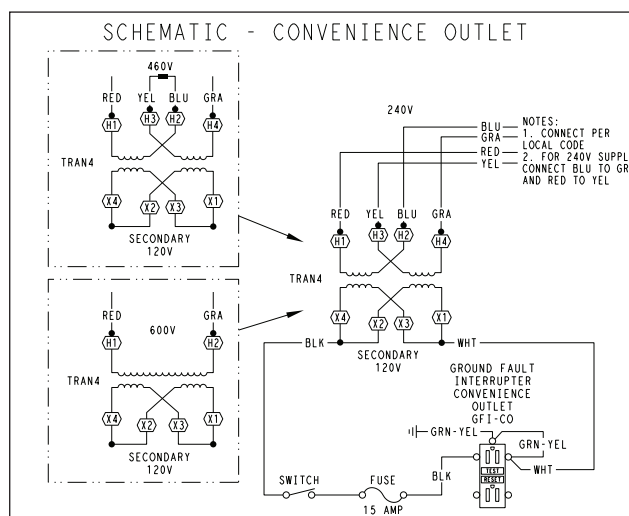 SCHEMATIC - CONVENIENCE OUTLET
460V
RED YEL BLU GRA
H1 H3 H2 H4
TRAN4
X4 X2 X3 X1
SECONDARY
120V
600V
RED GRA
H1 H2
TRAN4
X4 X2 X3 X1
SECONDARY
120V
240V
BLU
GRA
RED
YEL
NOTES:
1. CONNECT PER
LOCAL CODE
2. FOR 240V SUPPL
CONNECT BLU TO GR
AND RED TO YEL
RED YEL BLU GRA
H1 H3 H2 H4
TRAN4
X4 X2 X3 X1
BLK
SECONDARY
120V
WHT
GROUND FAULT
INTERRUPTER
CONVENIENCE
OUTLET
GFI-CO
GRN-YEL
GRN-YEL
WHT
BLK
TEST
RESET
SWITCH
FUSE
15 AMP